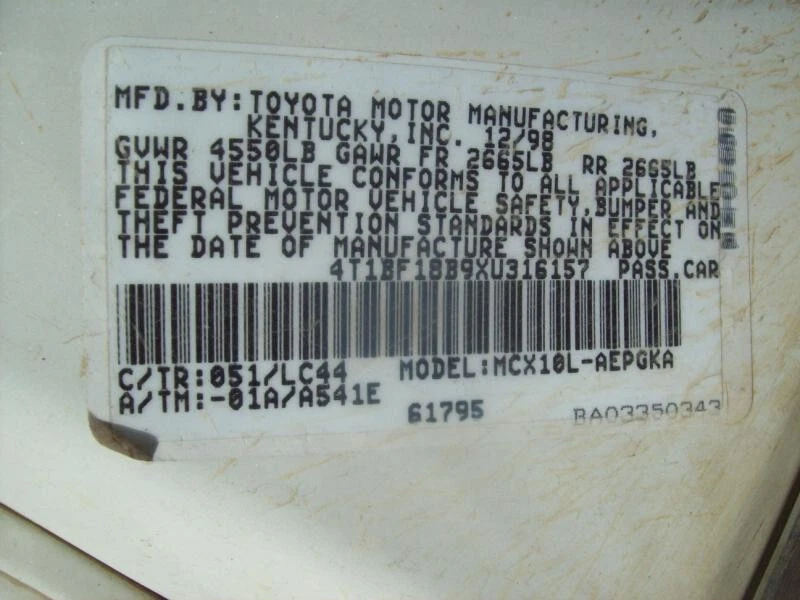 MFD.BY:TOYOTA MOTOR MANUFACTURING,
KENTUCKY,INC. 12/98
GVWR 4550LB GAWR FR 2665LB RR 2665LB
THIS VEHICLE CONFORMS TO ALL APPLICABLE
FEDERAL MOTOR VEHICLE SAFETY,BUMPER AND
THEFT PREVENTION STANDARDS IN EFFECT ON
THE DATE OF MANUFACTURE SHOWN ABOVE
4T1BF18B9XU316157 PASS.CAR
C/TR:051/LC44 MODEL:MCX10L-AEPGKA
A/TM:-01A/A541E 61795 BA03350343